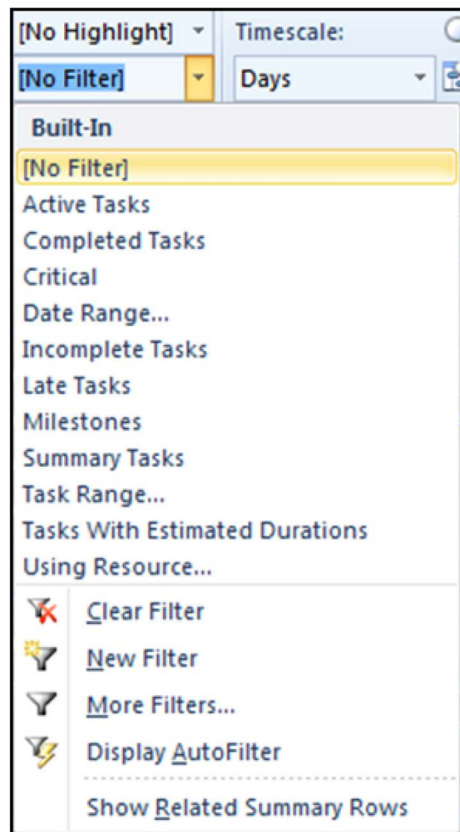 [No Highlight] Timescale:
[No Filter] Days
Built-In
[No Filter]
Active Tasks
Completed Tasks
Critical
Date Range...
Incomplete Tasks
Late Tasks
Milestones
Summary Tasks
Task Range...
Tasks With Estimated Durations
Using Resource...
Clear Filter
New Filter
More Filters...
Display AutoFilter
Show Related Summary Rows